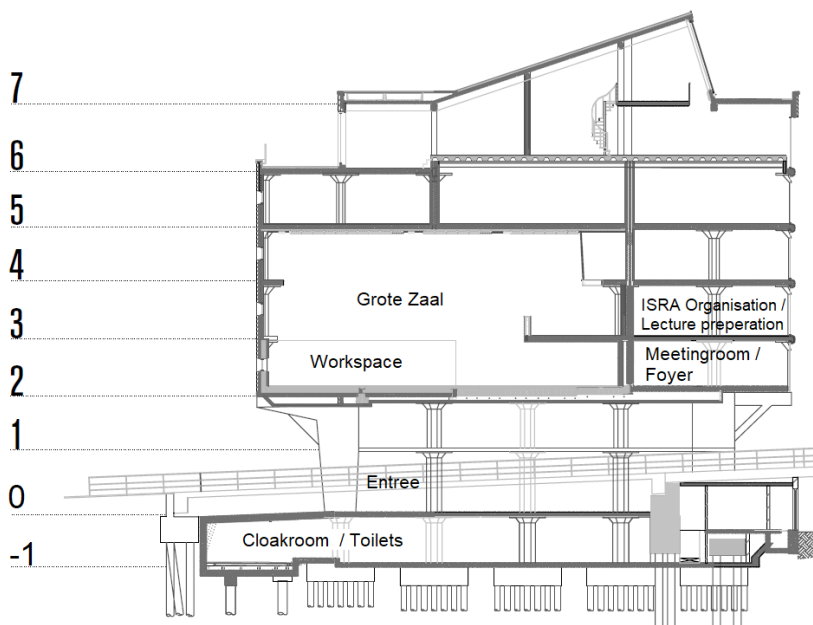 7
6
5
4
Grote Zaal
ISRA Organisation /
Lecture preperation
3
Workspace
Meetingroom /
Foyer
2
1
Entree
0
Cloakroom / Toilets
-1